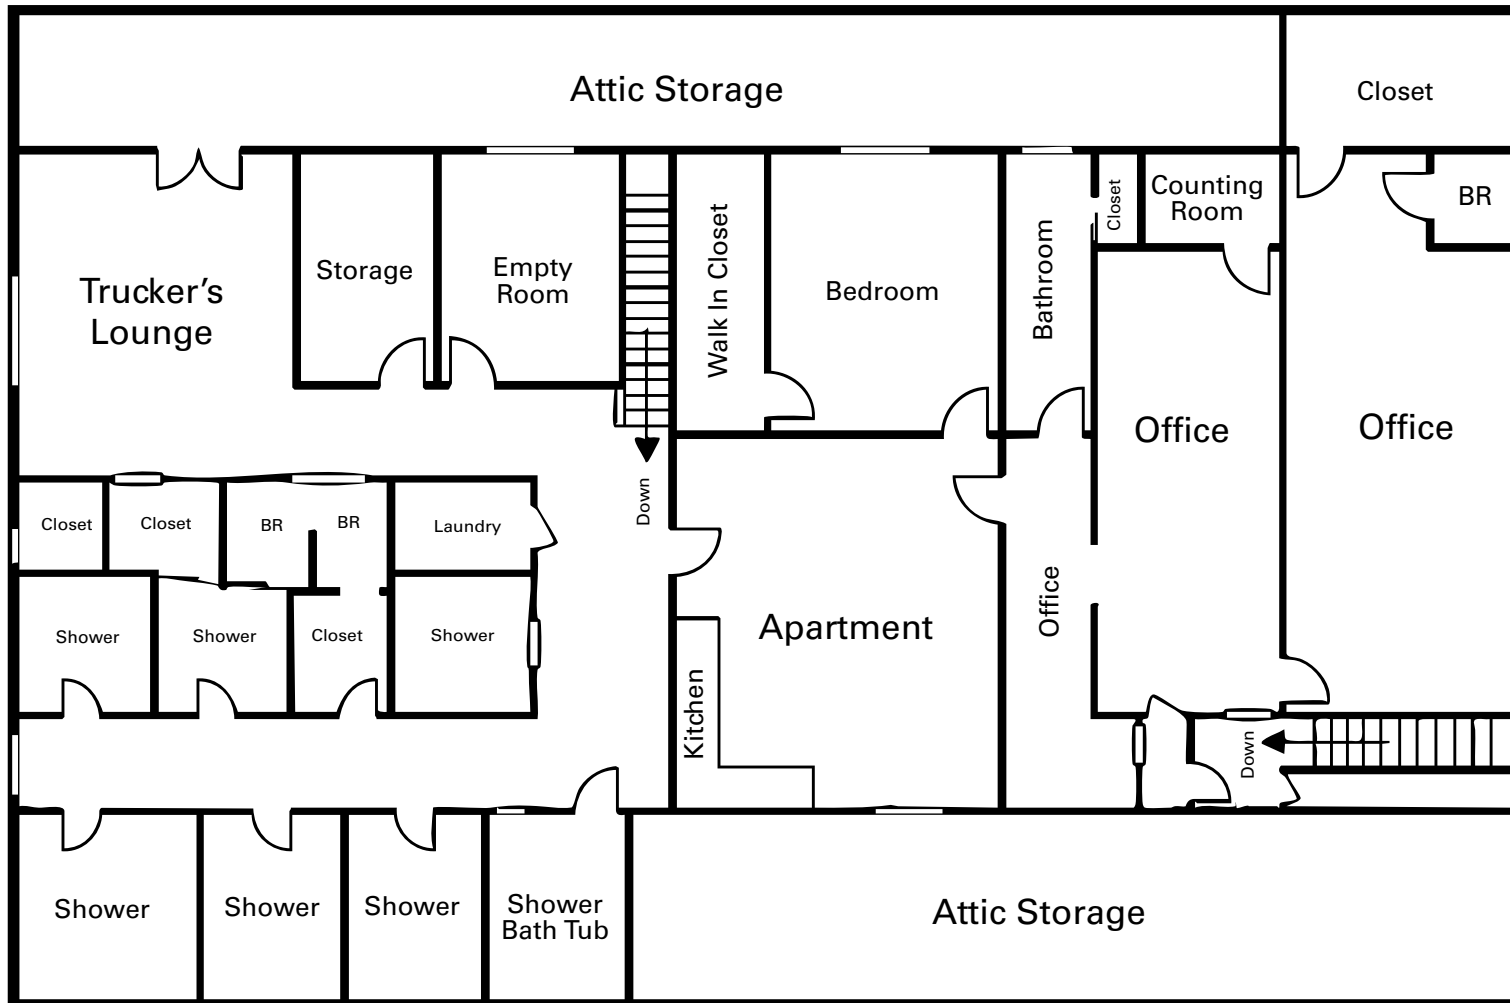 Attic Storage
Closet
Trucker's
Lounge
Storage
Empty
Room
Walk In Closet
Bedroom
Bathroom
Closet
Counting
Room
BR
Office
Office
Closet
Closet
BR
BR
Laundry
Down
Shower
Shower
Closet
Shower
Apartment
Kitchen
Office
Down
Shower
Shower
Shower
Shower
Bath Tub
Attic Storage